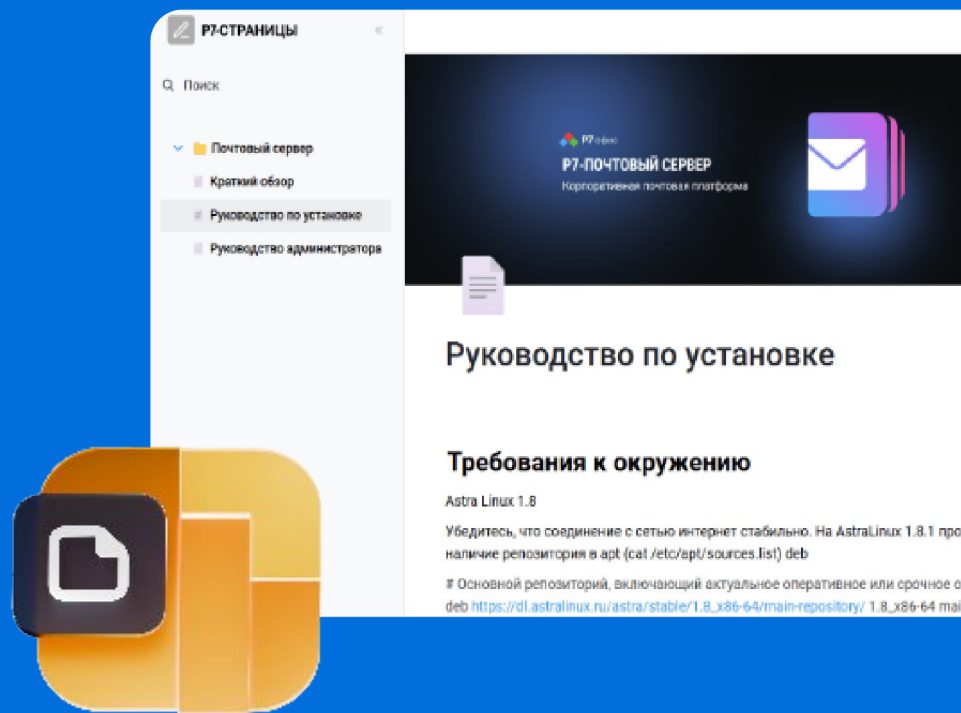 Р7-СТРАНИЦЫ
Поиск
Почтовый сервер
Краткий обзор
Руководство по установке
Руководство администратора
Р7 офис
Р7-ПОЧТОВЫЙ СЕРВЕР
Корпоративная почтовая платформа
Руководство по установке
Требования к окружению
Astra Linux 1.8
Убедитесь, что соединение с сетью интернет стабильно. На AstraLinux 1.8.1 про
наличие репозитория в apt (cat /etc/apt/sources.list) deb
# Основной репозиторий, включающий актуальное оперативное или срочное о
deb https://dl.astralinux.ru/astra/stable/1.8_x86-64/main-repository/ 1.8_x86-64 mai